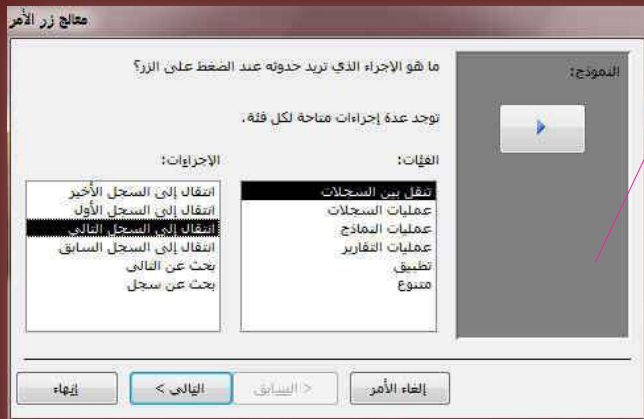 معالج زر الأمر
النموذج:
ما هو الإجراء الذي تريد حدوثه عند الضغط على الزر؟
توجد عدة إجراءات متاحة لكل فئة.
الفئات:
تنقل بين السجلات
عمليات السجلات
عمليات النماذج
عمليات التقارير
تطبيق
متنوع
الإجراءات:
انتقال إلى السجل الأخير
انتقال إلى السجل الأول
انتقال إلى السجل التالي
انتقال إلى السجل السابق
بحث عن التالي
بحث عن سجل
إلغاء الأمر
< السابق
التالي >
إنهاء